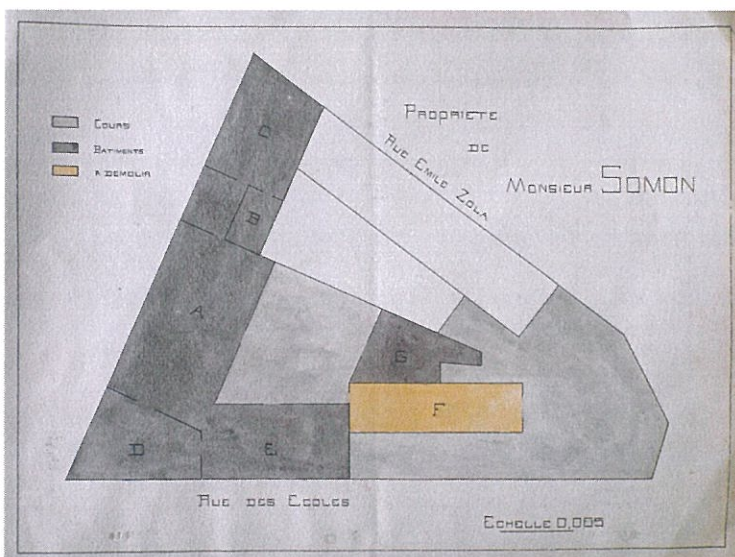 PROPRIETE
DE
MONSIEUR SOMON
COURS
BATIMENTS
A DEMOLIR
RUE EMILE ZOLA
C
B
A
G
F
D
E
RUE DES ECOLES
ECHELLE 0,005